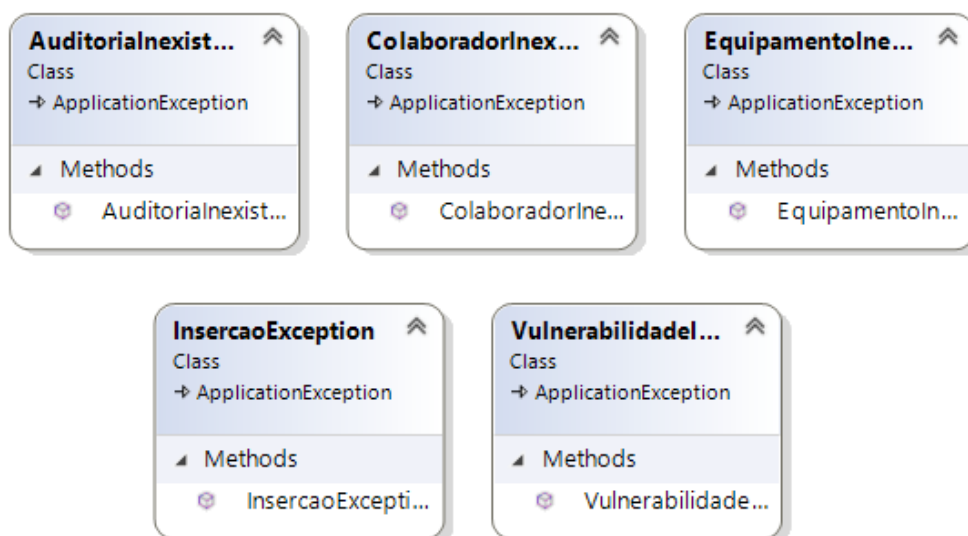 AuditoriaInexist...
Class
ApplicationException
Methods
AuditoriaInexist...
ColaboradorInex...
Class
ApplicationException
Methods
ColaboradorIne...
EquipamentoIne...
Class
ApplicationException
Methods
EquipamentoIn...
InsercaoException
Class
ApplicationException
Methods
InsercaoExcepti...
VulnerabilidadeI...
Class
ApplicationException
Methods
Vulnerabilidade...